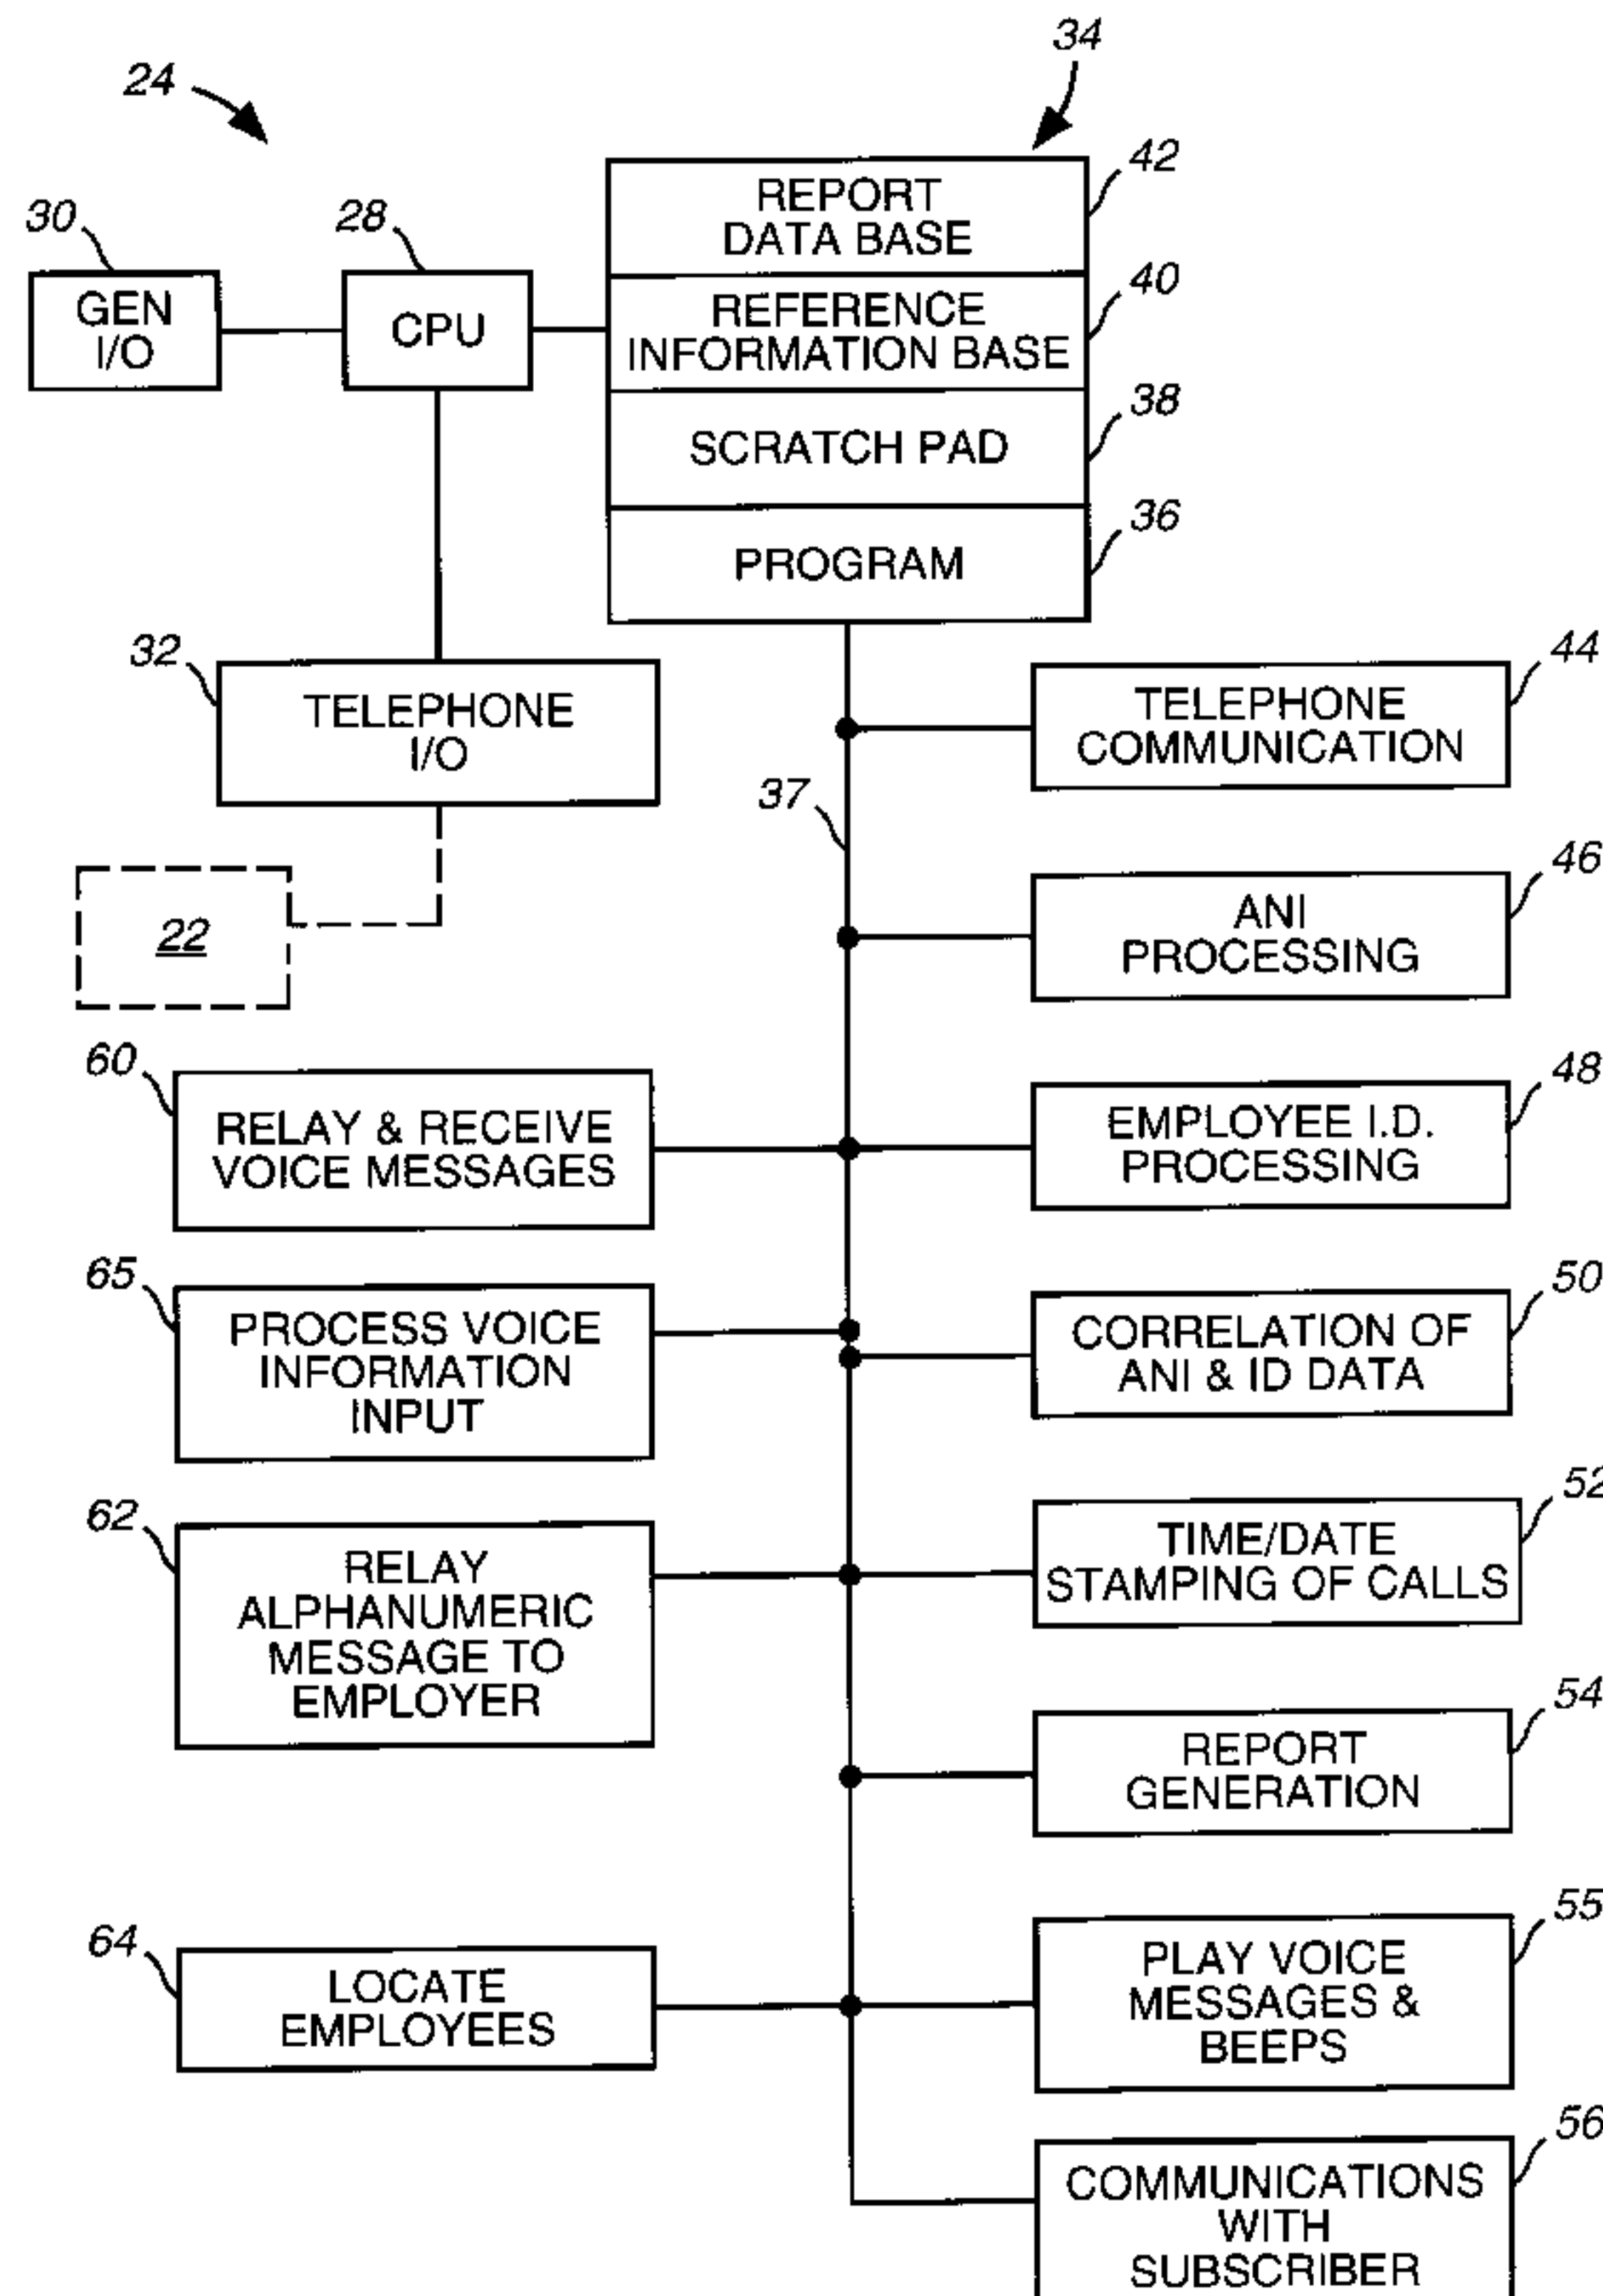 24
34
42
REPORT
DATA BASE
30
28
40
GEN
I/O
CPU
REFERENCE
INFORMATION BASE
38
SCRATCH PAD
36
PROGRAM
32
TELEPHONE
I/O
44
TELEPHONE
COMMUNICATION
37
22
46
ANI
PROCESSING
60
RELAY & RECEIVE
VOICE MESSAGES
48
EMPLOYEE I.D.
PROCESSING
65
PROCESS VOICE
INFORMATION
INPUT
50
CORRELATION OF
ANI & ID DATA
62
RELAY
ALPHANUMERIC
MESSAGE TO
EMPLOYER
52
TIME/DATE
STAMPING OF CALLS
54
REPORT
GENERATION
64
LOCATE
EMPLOYEES
55
PLAY VOICE
MESSAGES &
BEEPS
56
COMMUNICATIONS
WITH
SUBSCRIBER